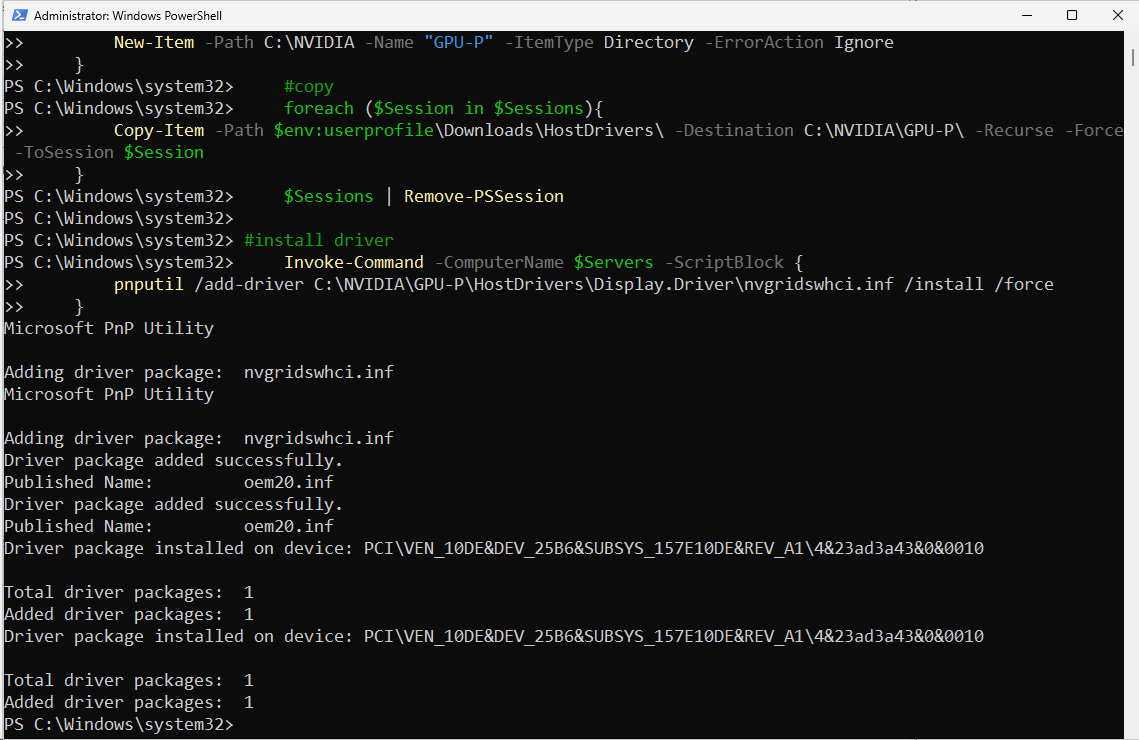 Administrator: Windows PowerShell
>>         New-Item -Path C:\NVIDIA -Name "GPU-P" -ItemType Directory -ErrorAction Ignore
>>     }
PS C:\Windows\system32>     #copy
PS C:\Windows\system32>     foreach ($Session in $Sessions){
>>         Copy-Item -Path $env:userprofile\Downloads\HostDrivers\ -Destination C:\NVIDIA\GPU-P\ -Recurse -Force
 -ToSession $Session
>>     }
PS C:\Windows\system32>     $Sessions | Remove-PSSession
PS C:\Windows\system32>
PS C:\Windows\system32> #install driver
PS C:\Windows\system32>     Invoke-Command -ComputerName $Servers -ScriptBlock {
>>         pnputil /add-driver C:\NVIDIA\GPU-P\HostDrivers\Display.Driver\nvgridswhci.inf /install /force
>>     }
Microsoft PnP Utility

Adding driver package:  nvgridswhci.inf
Microsoft PnP Utility

Adding driver package:  nvgridswhci.inf
Driver package added successfully.
Published Name:         oem20.inf
Driver package added successfully.
Published Name:         oem20.inf
Driver package installed on device: PCI\VEN_10DE&DEV_25B6&SUBSYS_157E10DE&REV_A1\4&23ad3a43&0&0010

Total driver packages:  1
Added driver packages:  1
Driver package installed on device: PCI\VEN_10DE&DEV_25B6&SUBSYS_157E10DE&REV_A1\4&23ad3a43&0&0010

Total driver packages:  1
Added driver packages:  1
PS C:\Windows\system32>